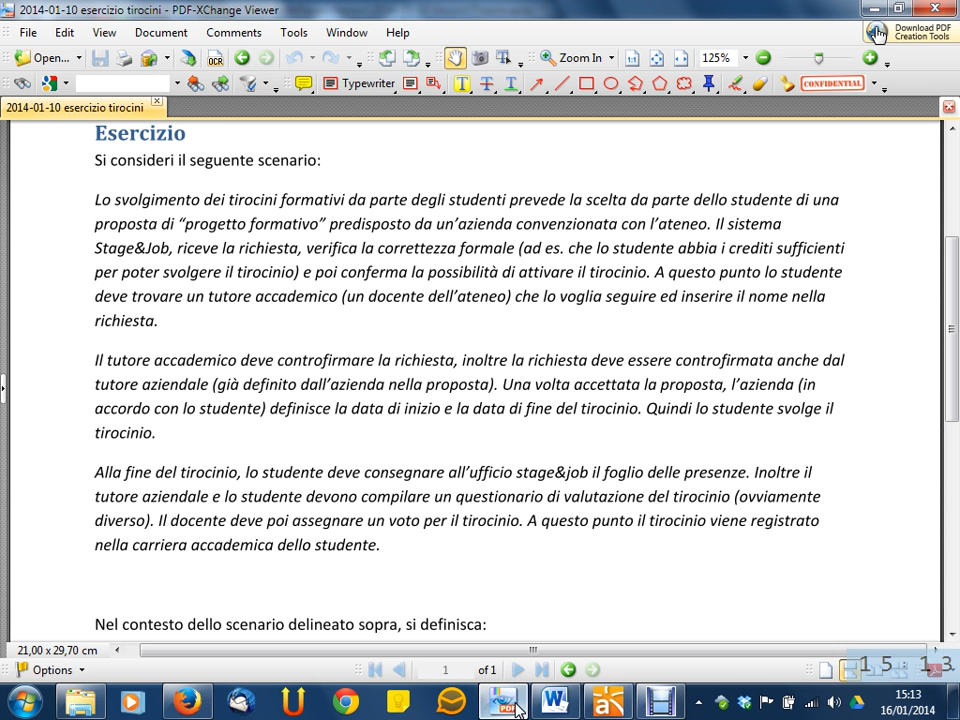 2014-01-10 esercizio tirocini - PDF-XChange Viewer
File Edit View Document Comments Tools Window Help
Download PDF
Creation Tools
Open... OCR Zoom In 125%
Typewriter CONFIDENTIAL
2014-01-10 esercizio tirocini
Esercizio
Si consideri il seguente scenario:
Lo svolgimento dei tirocini formativi da parte degli studenti prevede la scelta da parte dello studente di una
proposta di “progetto formativo” predisposto da un’azienda convenzionata con l’ateneo. Il sistema
Stage&Job, riceve la richiesta, verifica la correttezza formale (ad es. che lo studente abbia i crediti sufficienti
per poter svolgere il tirocinio) e poi conferma la possibilità di attivare il tirocinio. A questo punto lo studente
deve trovare un tutore accademico (un docente dell’ateneo) che lo voglia seguire ed inserire il nome nella
richiesta.
Il tutore accademico deve controfirmare la richiesta, inoltre la richiesta deve essere controfirmata anche dal
tutore aziendale (già definito dall’azienda nella proposta). Una volta accettata la proposta, l’azienda (in
accordo con lo studente) definisce la data di inizio e la data di fine del tirocinio. Quindi lo studente svolge il
tirocinio.
Alla fine del tirocinio, lo studente deve consegnare all’ufficio stage&job il foglio delle presenze. Inoltre il
tutore aziendale e lo studente devono compilare un questionario di valutazione del tirocinio (ovviamente
diverso). Il docente deve poi assegnare un voto per il tirocinio. A questo punto il tirocinio viene registrato
nella carriera accademica dello studente.
Nel contesto dello scenario delineato sopra, si definisca:
21,00 x 29,70 cm
Options 1 of 1
15:13
PDF
15:13
16/01/2014